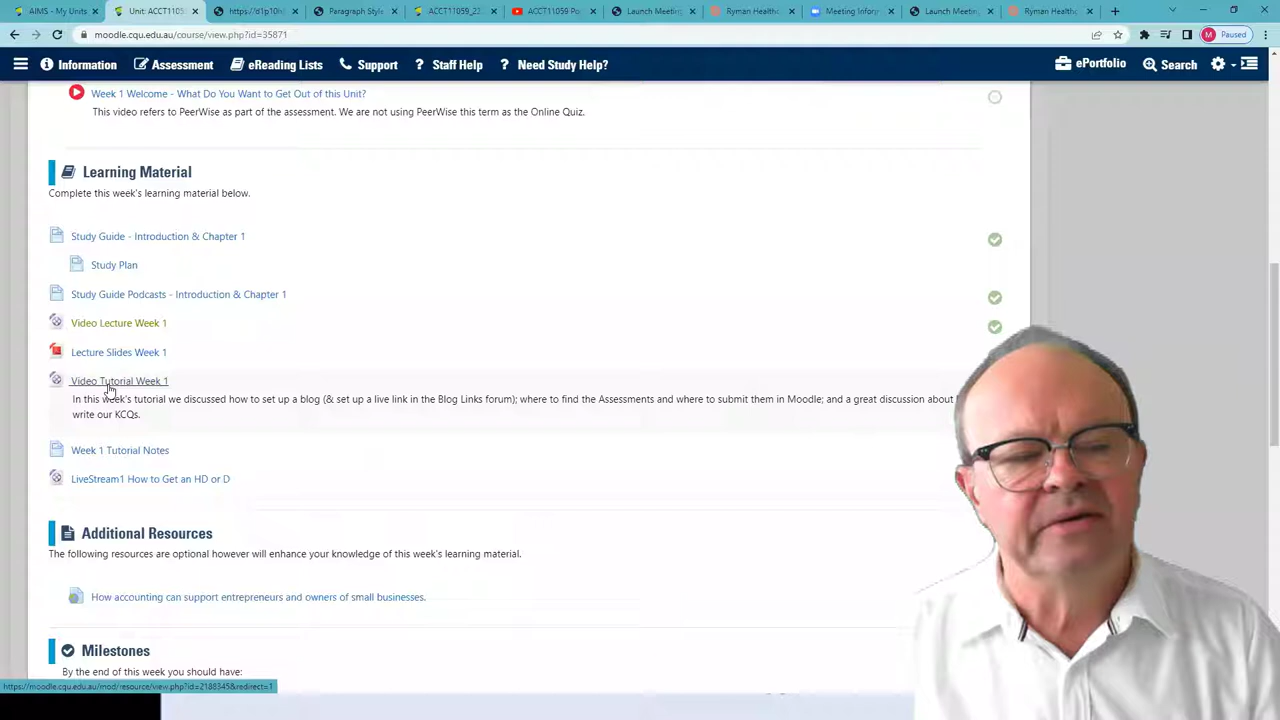 AIMS - My Units
Unit: ACCT110
https://d1p10lk
Paragraph Style
ACCT11059_22
ACCT11059 Po
Launch Meeting
Ryman Healthc
Meeting Inform
Launch Meeting
Ryman Healthc
moodle.cqu.edu.au/course/view.php?id=35871
M Paused
Information Assessment eReading Lists Support ? Staff Help ? Need Study Help? ePortfolio Search
Week 1 Welcome - What Do You Want to Get Out of this Unit?
This video refers to PeerWise as part of the assessment. We are not using PeerWise this term as the Online Quiz.
Learning Material
Complete this week's learning material below.
Study Guide - Introduction & Chapter 1
Study Plan
Study Guide Podcasts - Introduction & Chapter 1
Video Lecture Week 1
Lecture Slides Week 1
Video Tutorial Week 1
In this week's tutorial we discussed how to set up a blog (& set up a live link in the Blog Links forum); where to find the Assessments and where to submit them in Moodle; and a great discussion about
write our KCQs.
Week 1 Tutorial Notes
LiveStream1 How to Get an HD or D
Additional Resources
The following resources are optional however will enhance your knowledge of this week's learning material.
How accounting can support entrepreneurs and owners of small businesses.
Milestones
By the end of this week you should have:
https://moodle.cqu.edu.au/mod/resource/view.php?id=2188345&redirect=1